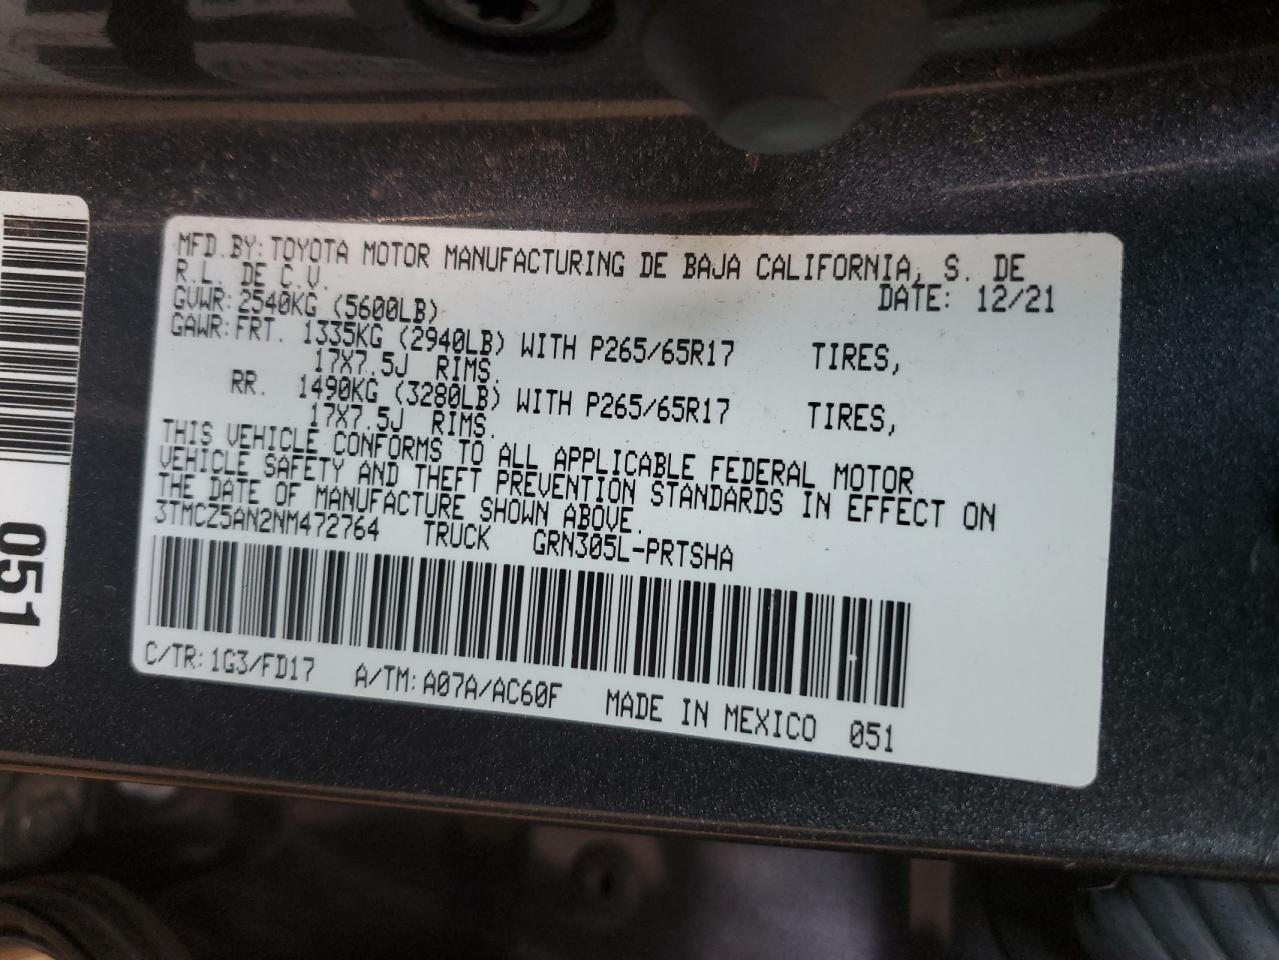 MFD.BY:TOYOTA MOTOR MANUFACTURING DE BAJA CALIFORNIA, S. DE
R.L. DE C.V. DATE: 12/21
GVWR:2540KG (5600LB)
GAWR:FRT. 1335KG (2940LB) WITH P265/65R17 TIRES,
17X7.5J RIMS.
RR. 1490KG (3280LB) WITH P265/65R17 TIRES,
17X7.5J RIMS.
THIS VEHICLE CONFORMS TO ALL APPLICABLE FEDERAL MOTOR
VEHICLE SAFETY AND THEFT PREVENTION STANDARDS IN EFFECT ON
THE DATE OF MANUFACTURE SHOWN ABOVE.
3TMCZ5AN2NM472764 TRUCK GRN305L-PRTSHA
C/TR:1G3/FD17 A/TM:A07A/AC60F MADE IN MEXICO 051
051